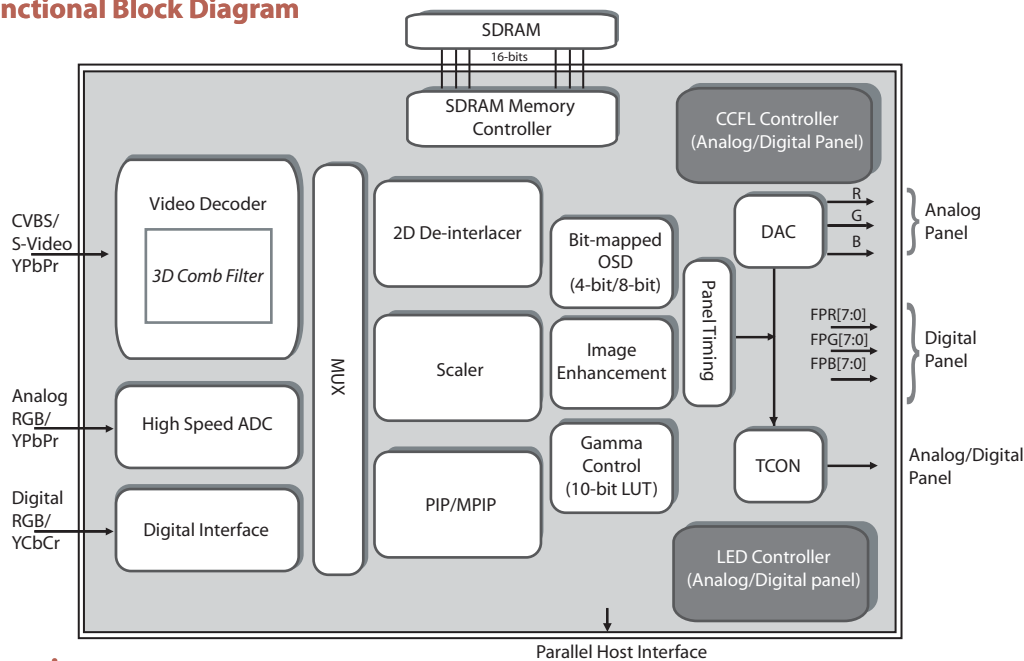 nctional Block Diagram
SDRAM
16-bits
SDRAM Memory
Controller
CCFL Controller
(Analog/Digital Panel)
Video Decoder
3D Comb Filter
CVBS/
S-Video
YPbPr
2D De-interlacer
Bit-mapped
OSD
(4-bit/8-bit)
DAC
R
G
B
Analog
Panel
Panel Timing
FPR[7:0]
FPG[7:0]
FPB[7:0]
Digital
Panel
MUX
Scaler
Image
Enhancement
Analog
RGB/
YPbPr
High Speed ADC
Gamma
Control
(10-bit LUT)
TCON
Analog/Digital
Panel
Digital
RGB/
YCbCr
Digital Interface
PIP/MPIP
LED Controller
(Analog/Digital panel)
Parallel Host Interface